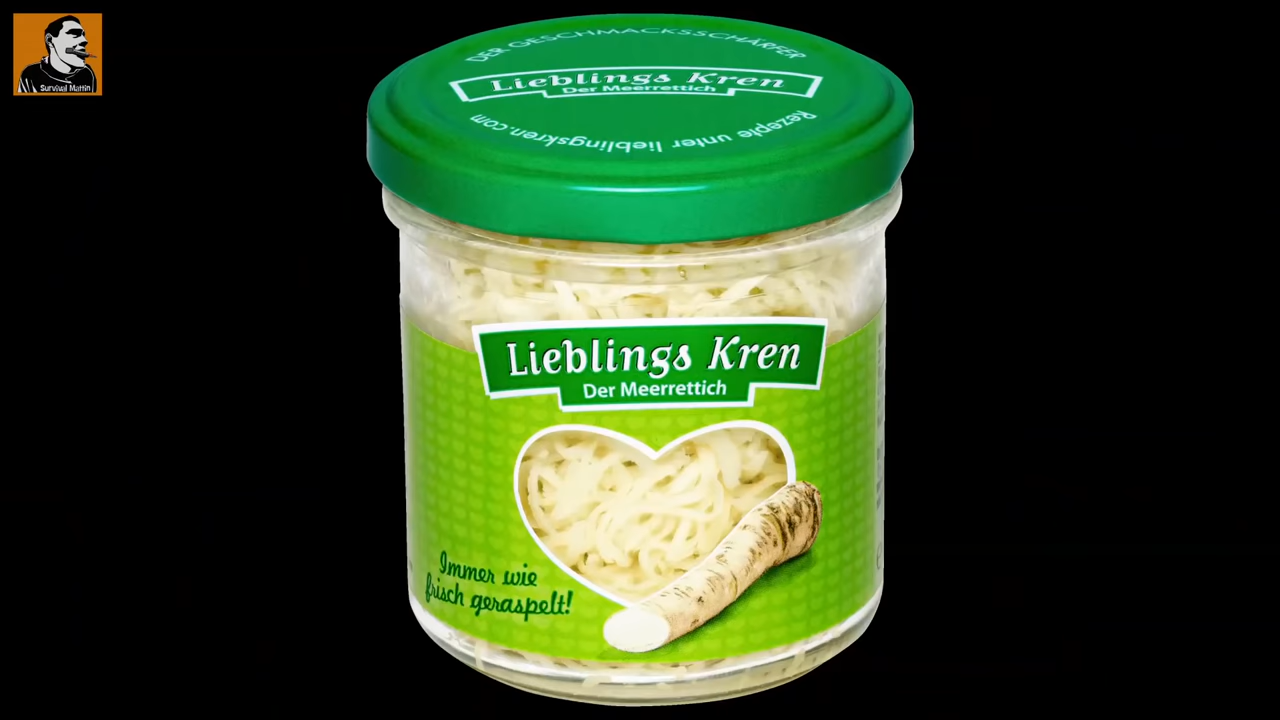 Survival Mattin
DER GESCHMACKSSCHÄRFER
Lieblings Kren
Der Meerrettich
Rezepte unter lieblingskren.com
Lieblings Kren
Der Meerrettich
Immer wie
frisch geraspelt!